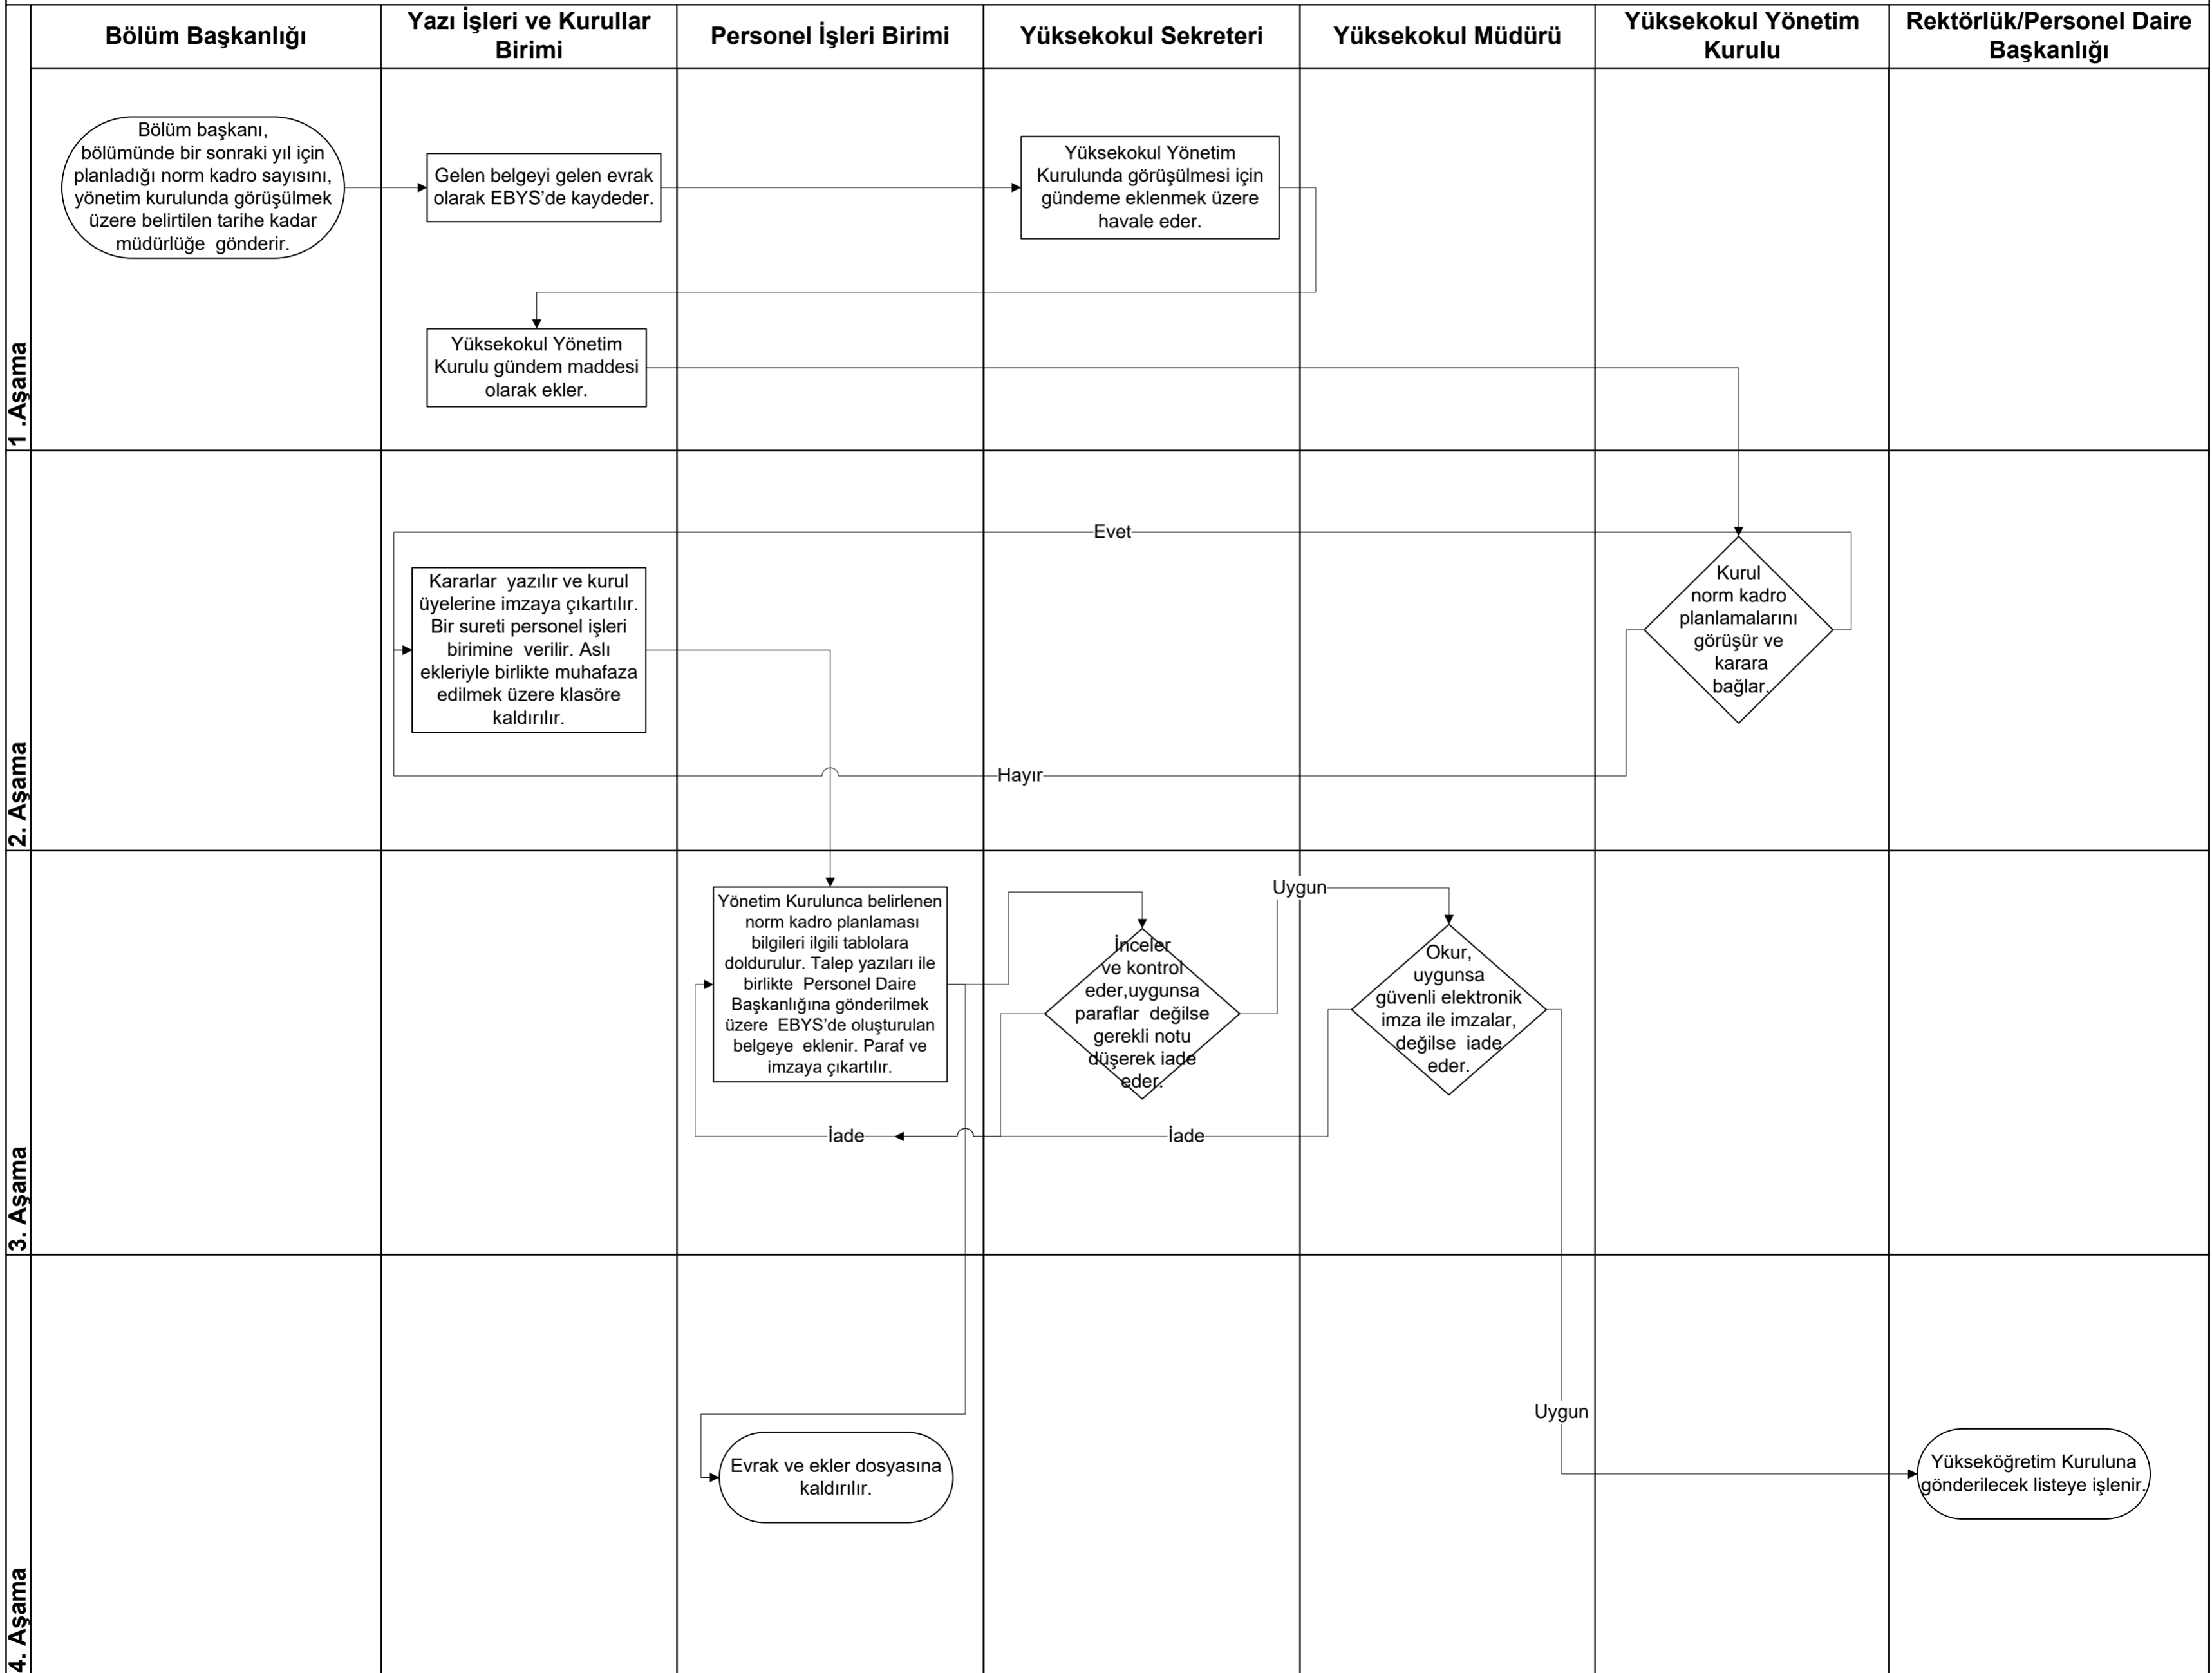 Bölüm Başkanlığı
Yazı İşleri ve Kurullar
Birimi
Personel İşleri Birimi
Yüksekokul Sekreteri
Yüksekokul Müdürü
Yüksekokul Yönetim
Kurulu
Rektörlük/Personel Daire
Başkanlığı
1 .Aşama
Bölüm başkanı,
bölümünde bir sonraki yıl için
planladığı norm kadro sayısını,
yönetim kurulunda görüşülmek
üzere belirtilen tarihe kadar
müdürlüğe  gönderir.
Gelen belgeyi gelen evrak
olarak EBYS’de kaydeder.
Yüksekokul Yönetim
Kurulunda görüşülmesi için
gündeme eklenmek üzere
havale eder.
Yüksekokul Yönetim
Kurulu gündem maddesi
olarak ekler.
2. Aşama
Evet
Kurul
norm kadro
planlamalarını
görüşür ve
karara
bağlar.
Kararlar  yazılır ve kurul
üyelerine imzaya çıkartılır.
Bir sureti personel işleri
birimine  verilir. Aslı
ekleriyle birlikte muhafaza
edilmek üzere klasöre
kaldırılır.
Hayır
3. Aşama
Yönetim Kurulunca belirlenen
norm kadro planlaması
bilgileri ilgili tablolara
doldurulur. Talep yazıları ile
birlikte  Personel Daire
Başkanlığına gönderilmek
üzere  EBYS’de oluşturulan
belgeye  eklenir. Paraf ve
imzaya çıkartılır.
İnceler
ve kontrol
eder,uygunsa
paraflar  değilse
gerekli notu
düşerek iade
eder.
Uygun
Okur,
uygunsa
güvenli elektronik
imza ile imzalar,
değilse  iade
eder.
İade
İade
4. Aşama
Uygun
Evrak ve ekler dosyasına
kaldırılır.
Yükseköğretim Kuruluna
gönderilecek listeye işlenir.